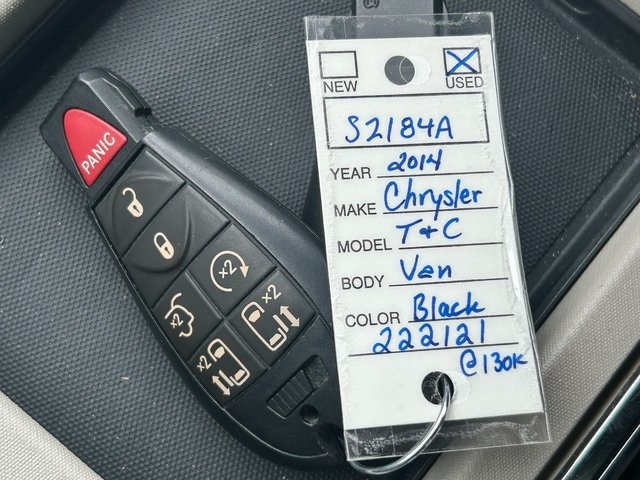 NEW USED
S2184A
YEAR 2014
MAKE Chrysler
MODEL T+C
BODY Van
COLOR Black
222121
@130K
PANIC
x2
x2
x2
x2